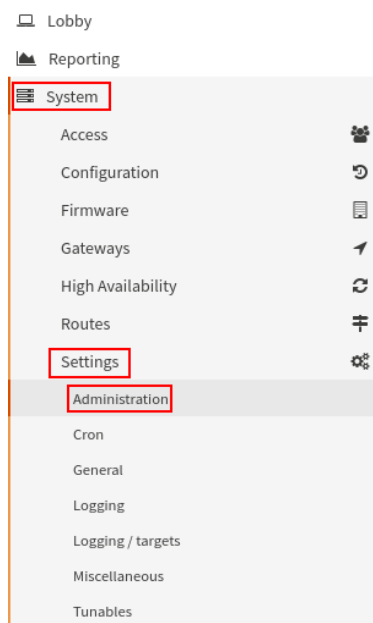 Lobby
Reporting
System
Access
Configuration
Firmware
Gateways
High Availability
Routes
Settings
Administration
Cron
General
Logging
Logging / targets
Miscellaneous
Tunables